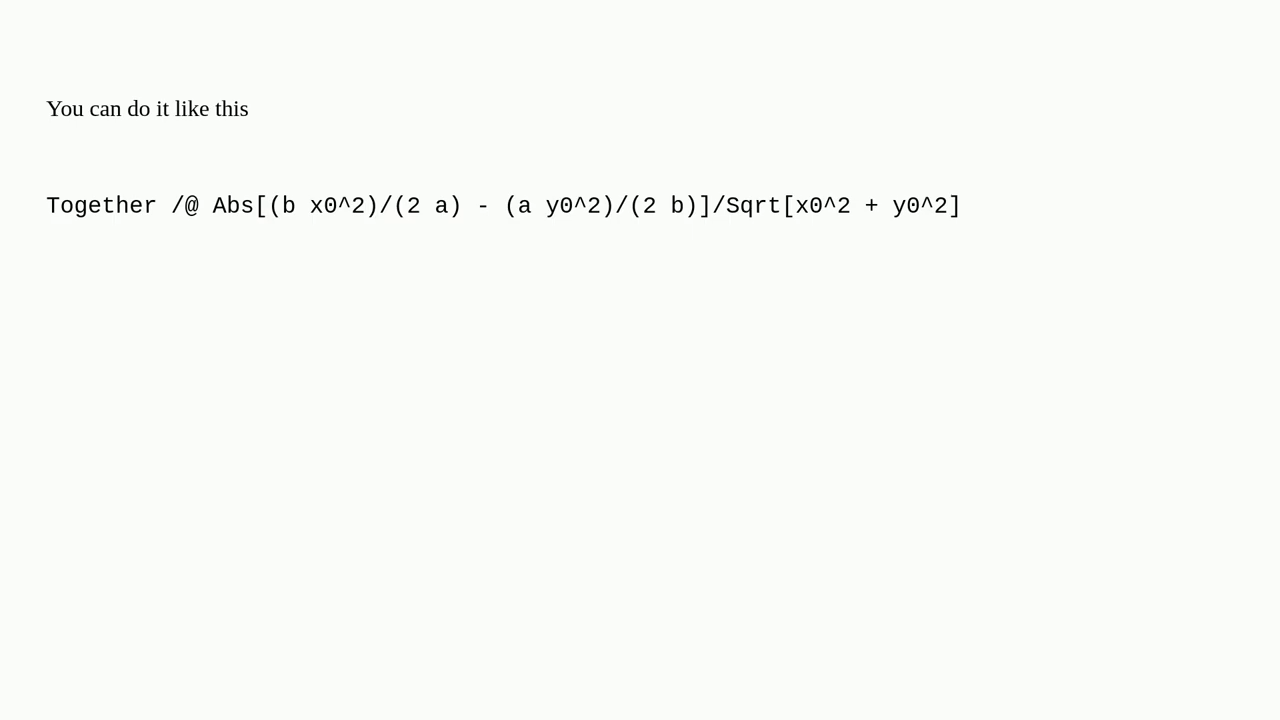 You can do it like this
Together /@ Abs[(b x0^2)/(2 a) - (a y0^2)/(2 b)]/Sqrt[x0^2 + y0^2]